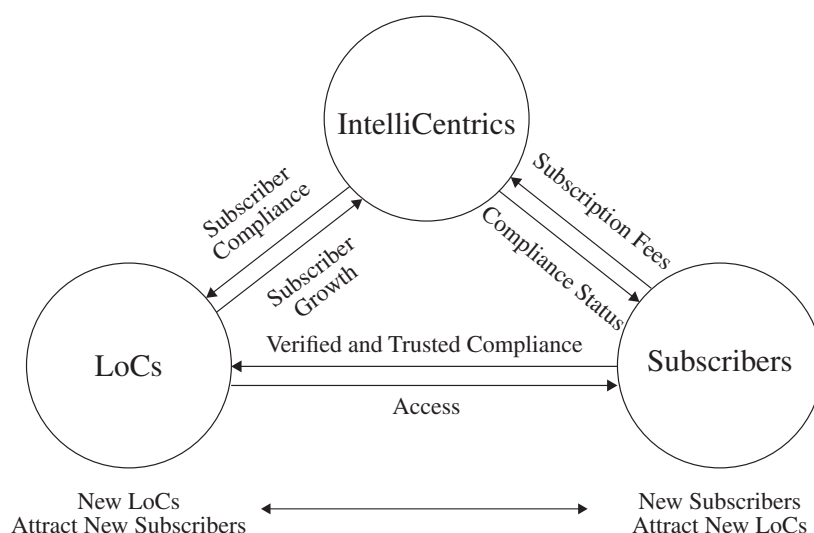 IntelliCentrics
Subscriber
Compliance
Subscriber
Growth
Subscription Fees
Compliance Status
LoCs
Verified and Trusted Compliance
Access
Subscribers
New LoCs
Attract New Subscribers
New Subscribers
Attract New LoCs